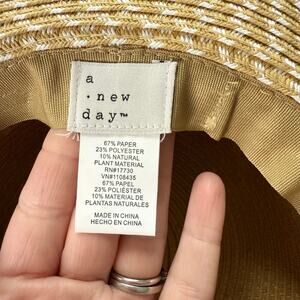 a
· new
day™
67% PAPER
23% POLYESTER
10% NATURAL
PLANT MATERIAL
RN#17730
VN#1108435
67% PAPEL
23% POLIÉSTER
10% MATERIAL DE
PLANTAS NATURALES
MADE IN CHINA
HECHO EN CHINA